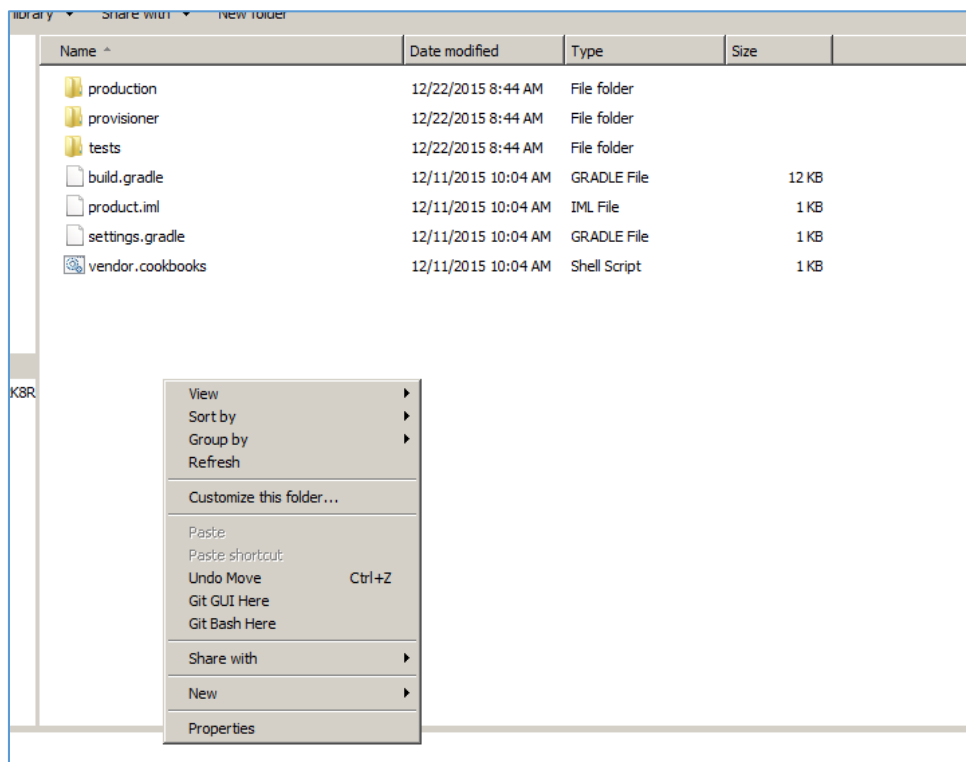 library Share with New folder
Name Date modified Type Size
production 12/22/2015 8:44 AM File folder
provisioner 12/22/2015 8:44 AM File folder
tests 12/22/2015 8:44 AM File folder
build.gradle 12/11/2015 10:04 AM GRADLE File 12 KB
product.iml 12/11/2015 10:04 AM IML File 1 KB
settings.gradle 12/11/2015 10:04 AM GRADLE File 1 KB
vendor.cookbooks 12/11/2015 10:04 AM Shell Script 1 KB
K8R
View
Sort by
Group by
Refresh
Customize this folder...
Paste
Paste shortcut
Undo Move Ctrl+Z
Git GUI Here
Git Bash Here
Share with
New
Properties